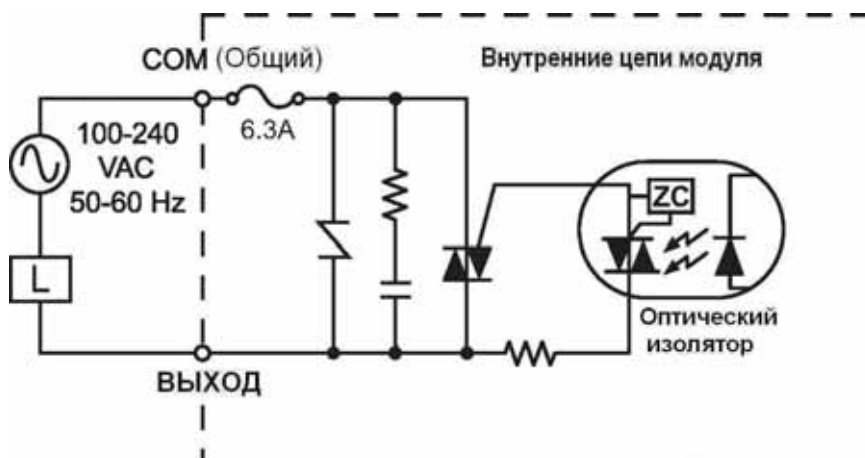 COM (Общий)
Внутренние цепи модуля
6.3A
100-240
VAC
50-60 Hz
ZC
L
Оптический
изолятор
ВЫХОД